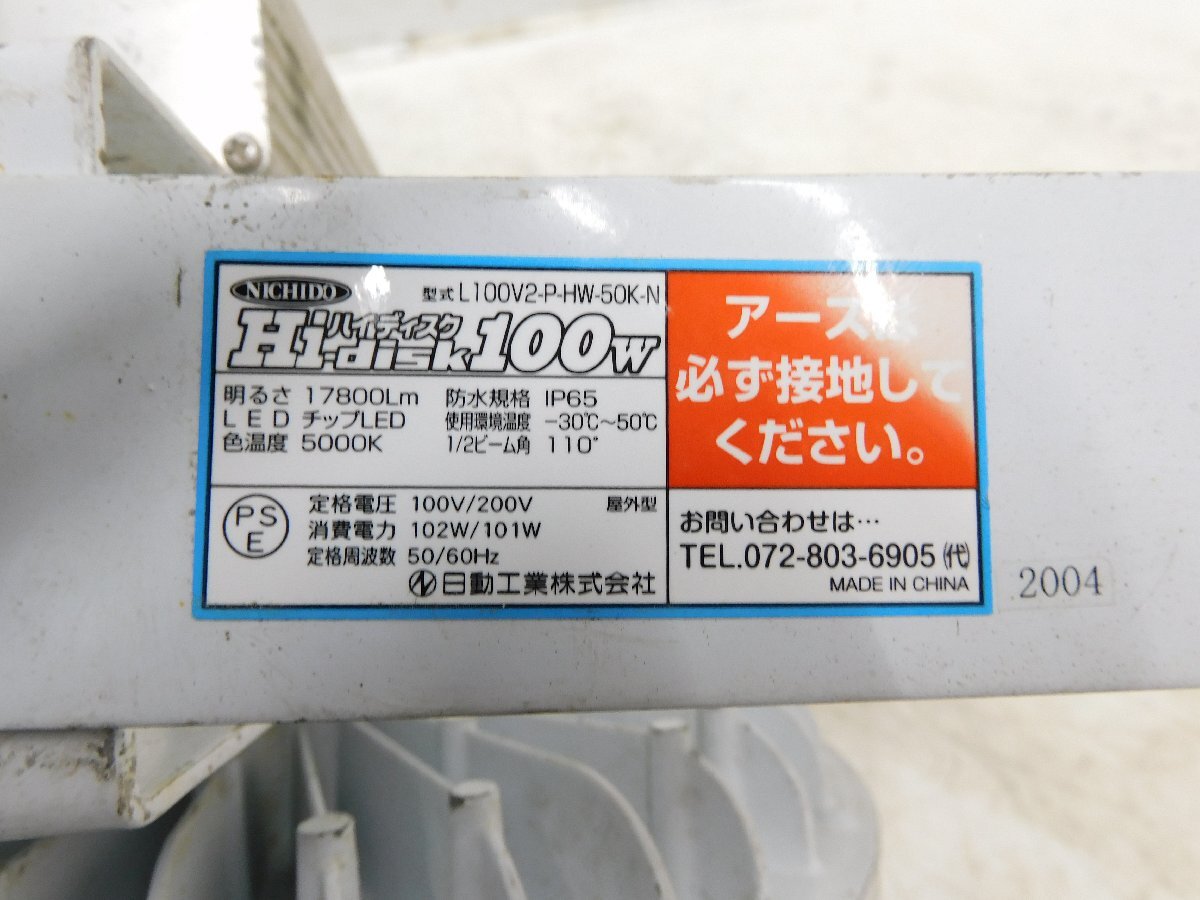 NICHIDO
型式 L100V2-P-HW-50K-N
ハイディスク
Hi-disk 100W
明るさ 17800Lm 防水規格 IP65
LED チップLED 使用環境温度 -30℃～50℃
色温度 5000K 1/2ビーム角 110°
PSE
定格電圧 100V/200V 屋外型
消費電力 102W/101W
定格周波数 50/60Hz
日動工業株式会社
アースは
必ず接地して
ください。
お問い合わせは…
TEL.072-803-6905 ㈹
MADE IN CHINA
2004